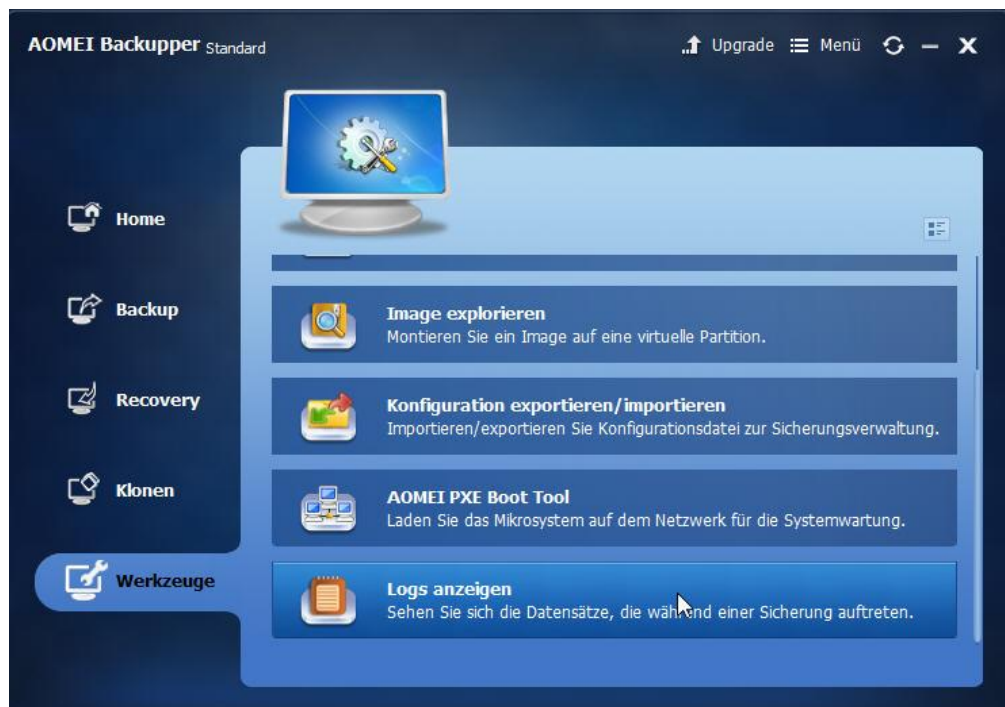 AOMEI Backupper Standard
Upgrade Menü
Home
Backup
Recovery
Klonen
Werkzeuge
Image explorieren
Montieren Sie ein Image auf eine virtuelle Partition.
Konfiguration exportieren/importieren
Importieren/exportieren Sie Konfigurationsdatei zur Sicherungsverwaltung.
AOMEI PXE Boot Tool
Laden Sie das Mikrosystem auf dem Netzwerk für die Systemwartung.
Logs anzeigen
Sehen Sie sich die Datensätze, die während einer Sicherung auftreten.